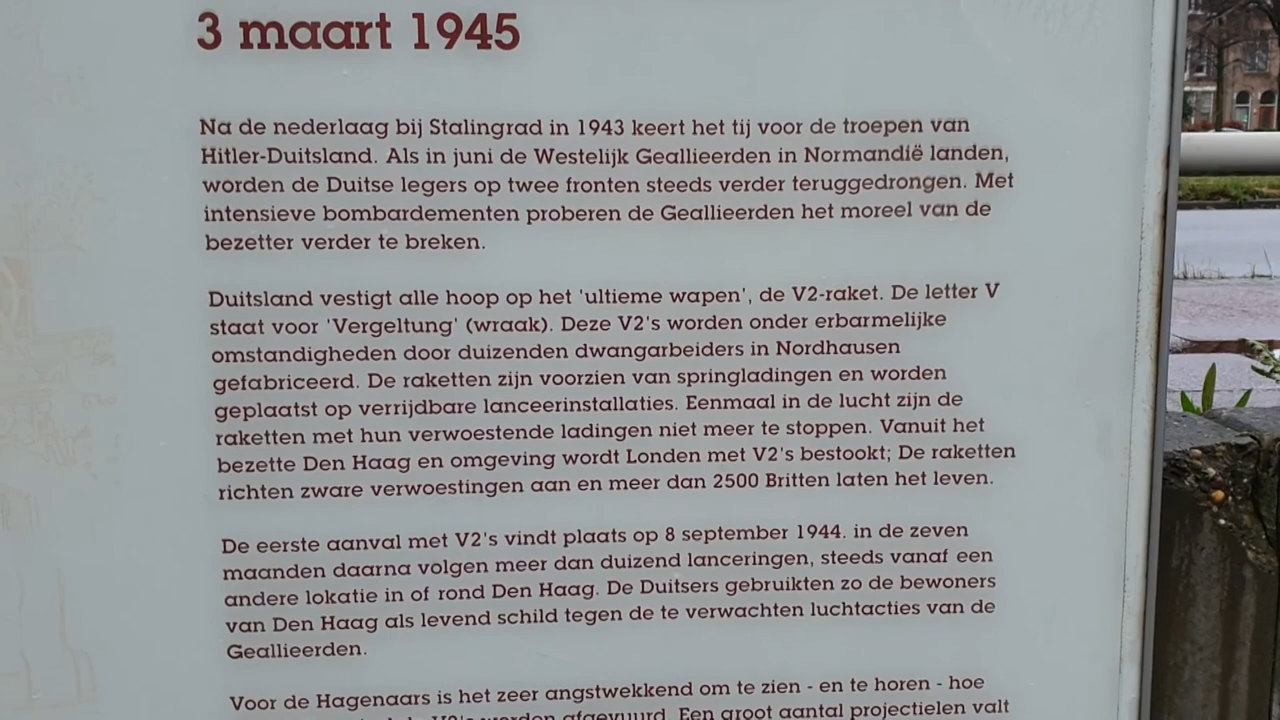 3 maart 1945
Na de nederlaag bij Stalingrad in 1943 keert het tij voor de troepen van
Hitler-Duitsland. Als in juni de Westelijk Geallieerden in Normandië landen,
worden de Duitse legers op twee fronten steeds verder teruggedrongen. Met
intensieve bombardementen proberen de Geallieerden het moreel van de
bezetter verder te breken.
Duitsland vestigt alle hoop op het 'ultieme wapen', de V2-raket. De letter V
staat voor 'Vergeltung' (wraak). Deze V2's worden onder erbarmelijke
omstandigheden door duizenden dwangarbeiders in Nordhausen
gefabriceerd. De raketten zijn voorzien van springladingen en worden
geplaatst op verrijdbare lanceerinstallaties. Eenmaal in de lucht zijn de
raketten met hun verwoestende ladingen niet meer te stoppen. Vanuit het
bezette Den Haag en omgeving wordt Londen met V2's bestookt; De raketten
richten zware verwoestingen aan en meer dan 2500 Britten laten het leven.
De eerste aanval met V2's vindt plaats op 8 september 1944. in de zeven
maanden daarna volgen meer dan duizend lanceringen, steeds vanaf een
andere lokatie in of rond Den Haag. De Duitsers gebruikten zo de bewoners
van Den Haag als levend schild tegen de te verwachten luchtacties van de
Geallieerden.
Voor de Hagenaars is het zeer angstwekkend om te zien - en te horen - hoe
V2's worden afgevuurd. Een groot aantal projectielen valt